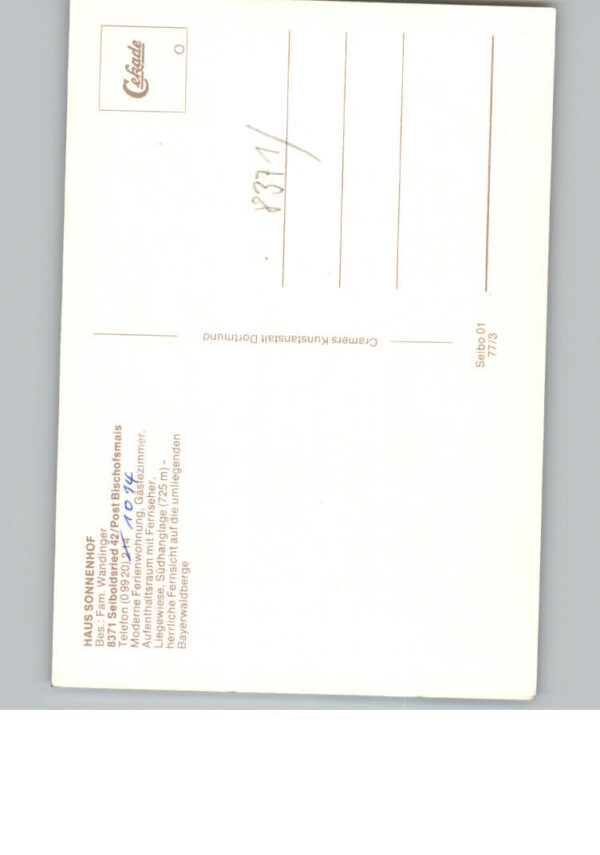 HAUS SONNENHOF
Bes.: Fam. Wandinger
8371 Seiboldsried 42/Post Bischofsmais
Telefon (0 99 20) 1014
Moderne Ferienwohnung, Gästezimmer,
Aufenthaltsraum mit Fernseher,
Liegewiese, Südhanglage (725 m) -
herrliche Fernsicht auf die umliegenden
Bayerwaldberge
Cramers Kunstanstalt Dortmund
Cekade
8371/
Seibo 01
77/3